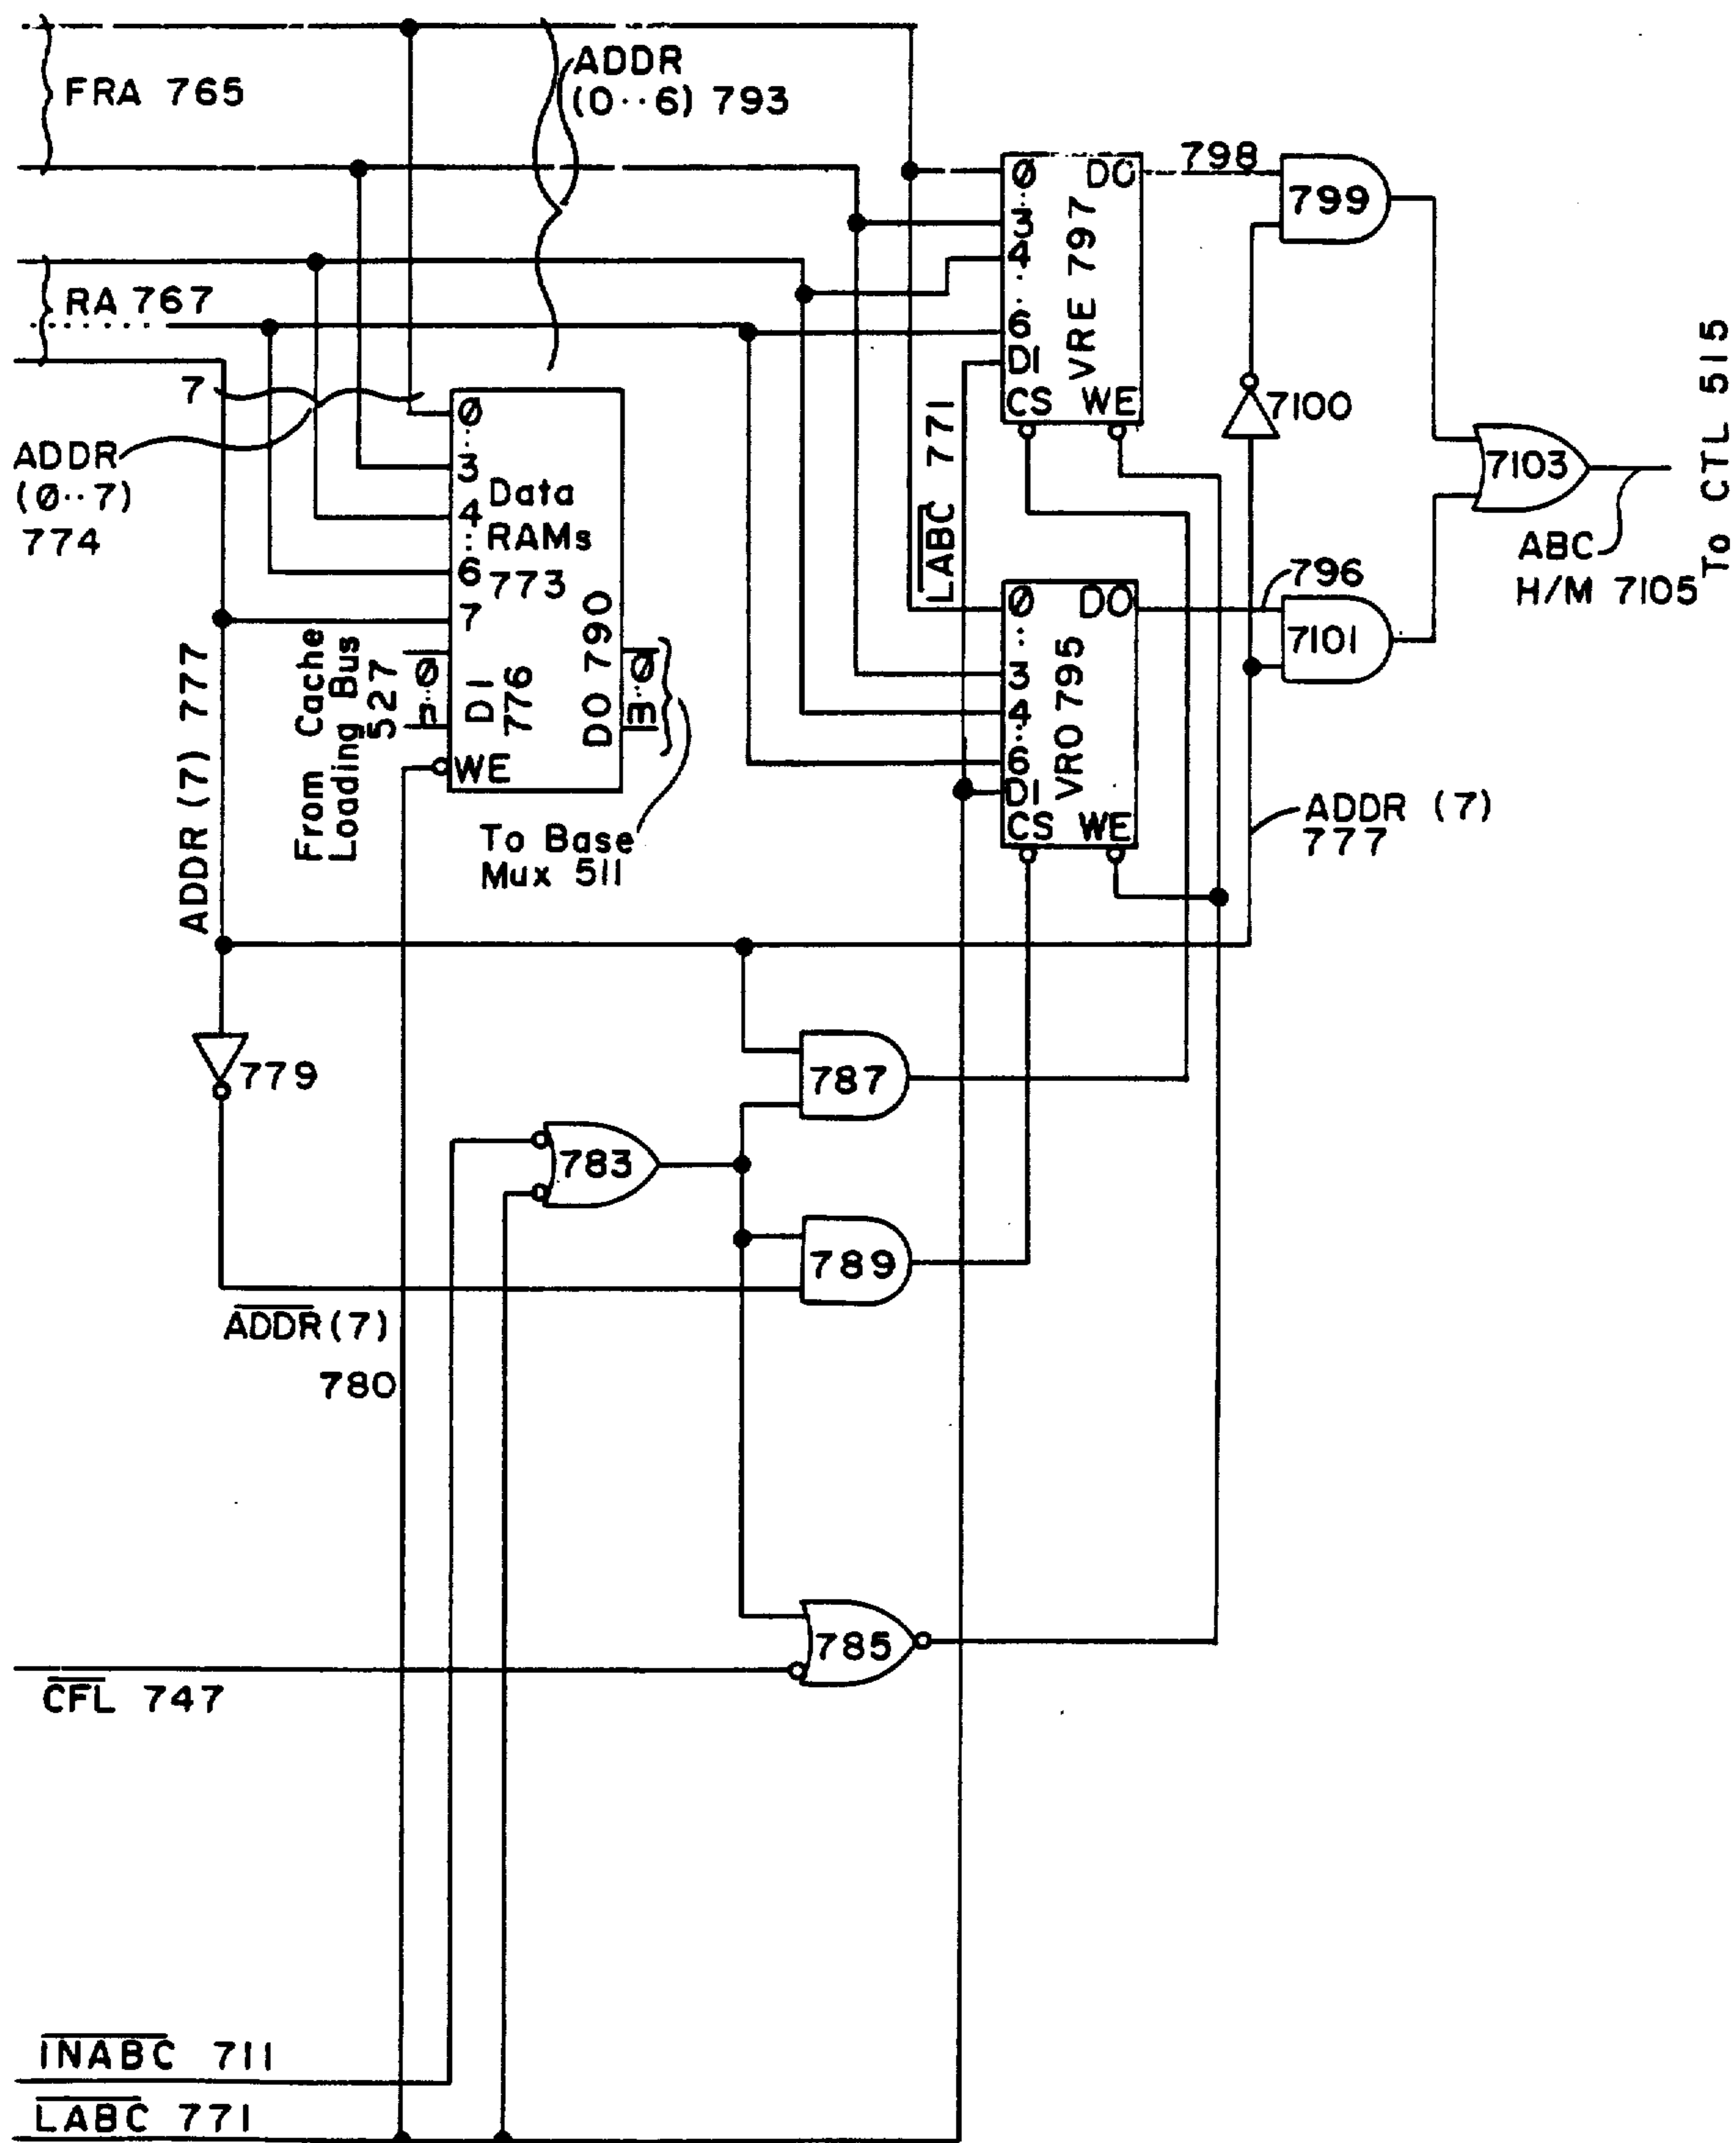 FRA 765
ADDR
(0··6) 793
RA 767
7
ADDR
(Ø··7)
774
Ø
3
4
6
7
Data
RAMs
773
DI
776
Ø
n
WE
DO 790
Ø
m
From Cache
Loading Bus
527
To Base
Mux 511
ADDR (7) 777
Ø
3
4
6
DI
CS
WE
DO
VRE 797
798
799
7100
LABC 771
Ø
3
4
6
DI
CS
WE
DO
VRO 795
796
7101
7103
ABC
H/M 7105
To CTL 515
ADDR (7)
777
779
787
783
789
ADDR (7)
780
785
CFL 747
INABC 711
LABC 771